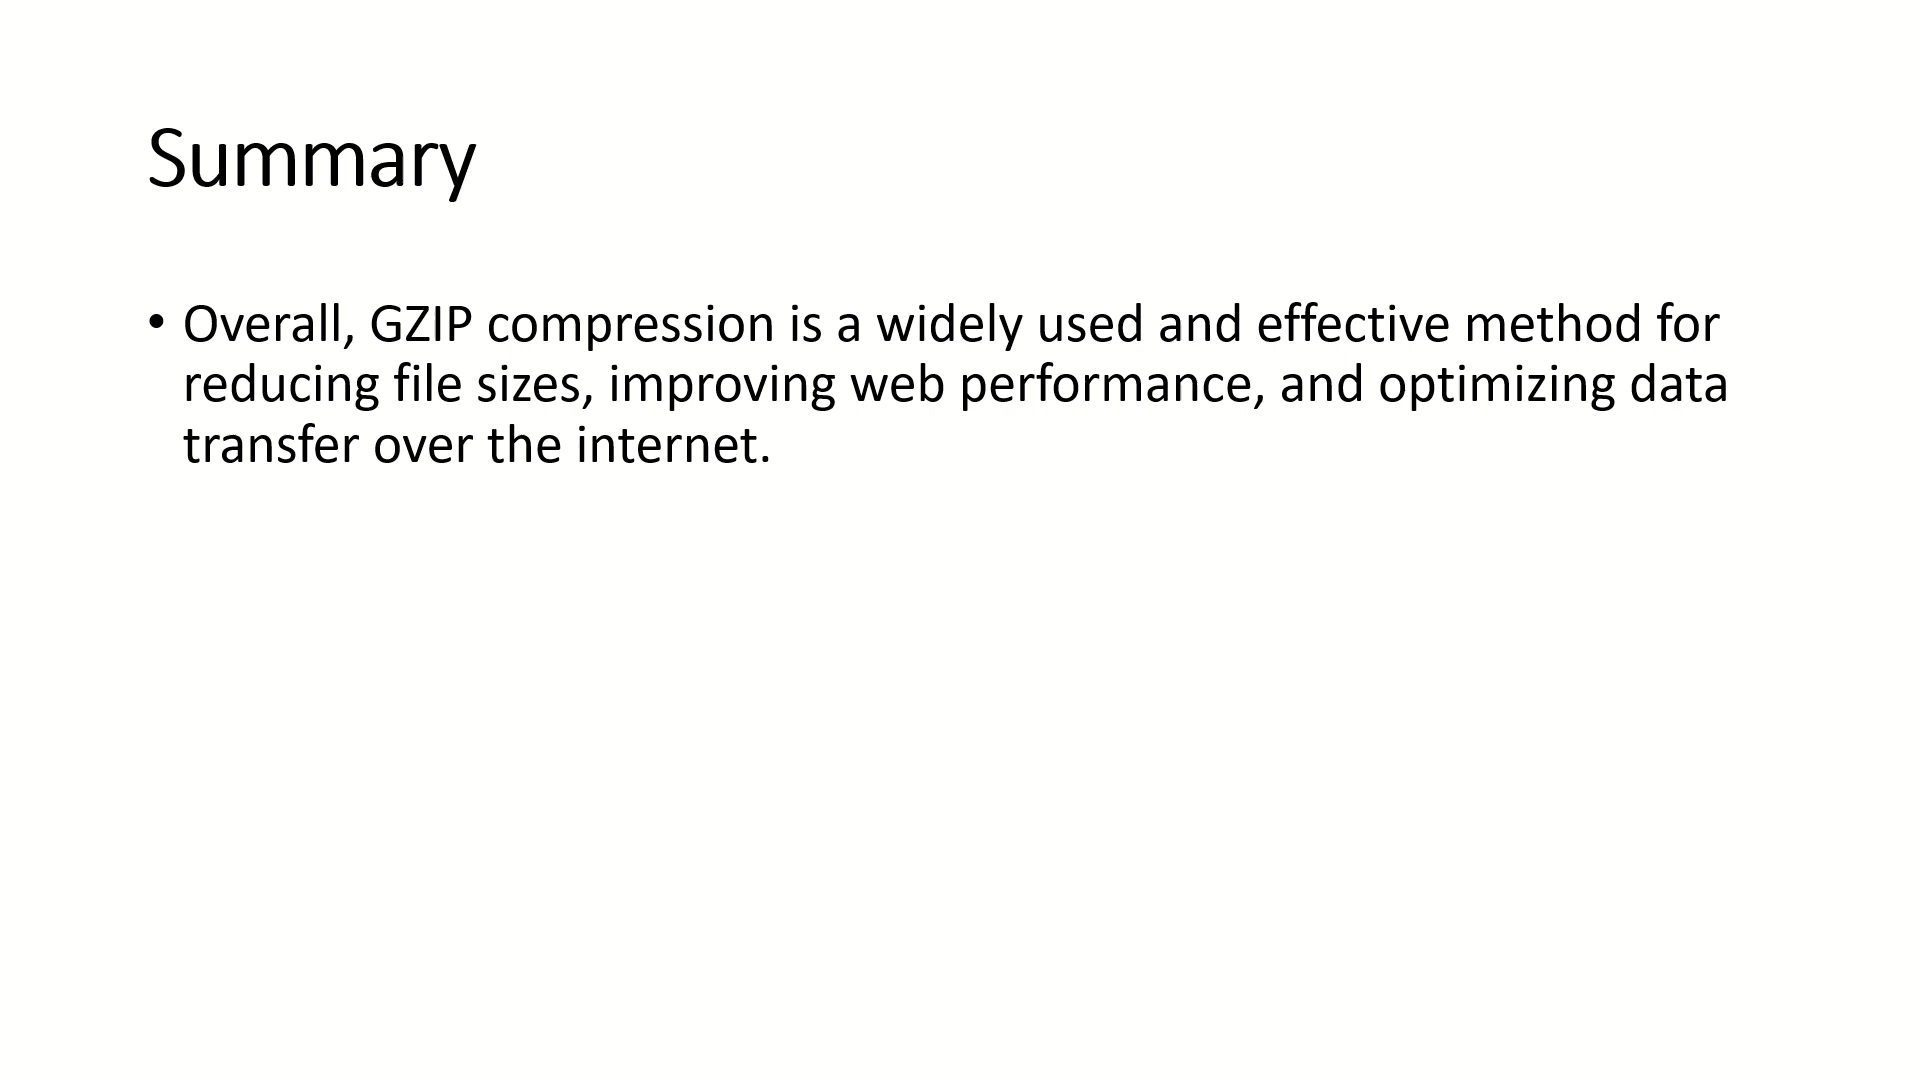 Summary
• Overall, GZIP compression is a widely used and effective method for
reducing file sizes, improving web performance, and optimizing data
transfer over the internet.